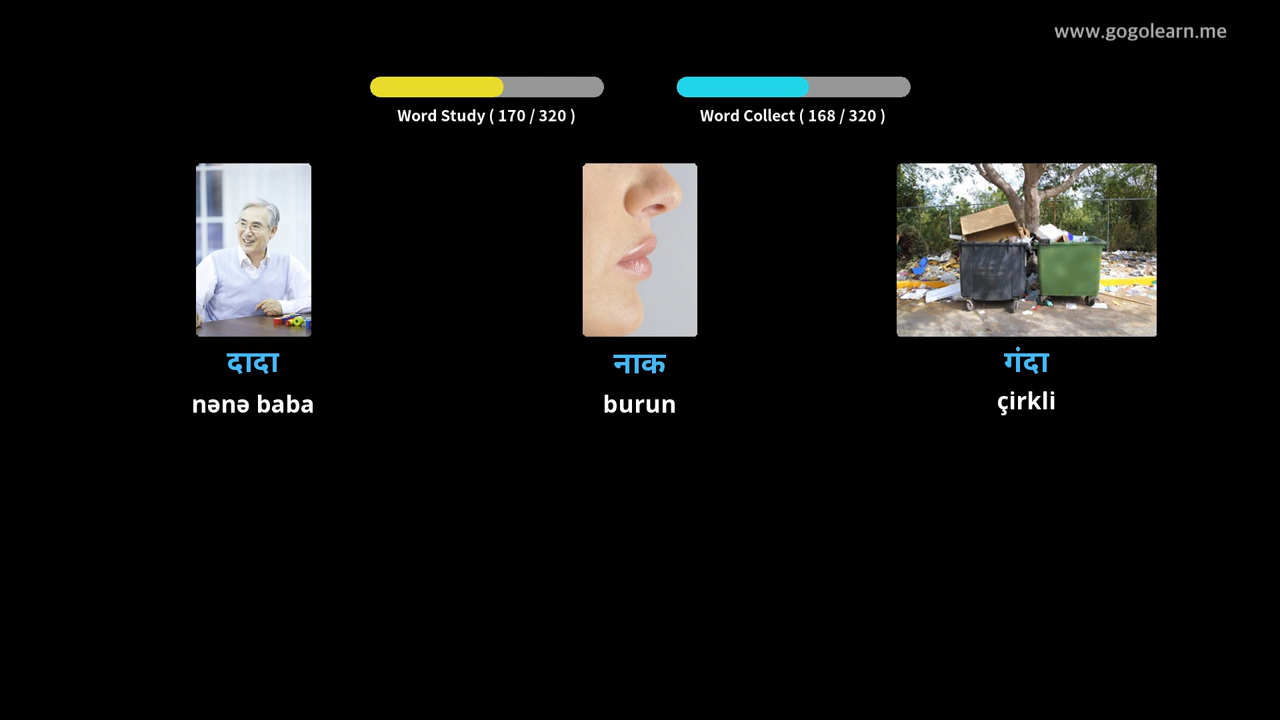 www.gogolearn.me
Word Study ( 170 / 320 )
Word Collect ( 168 / 320 )
दादा
नाक
गंदा
nənə baba
burun
çirkli